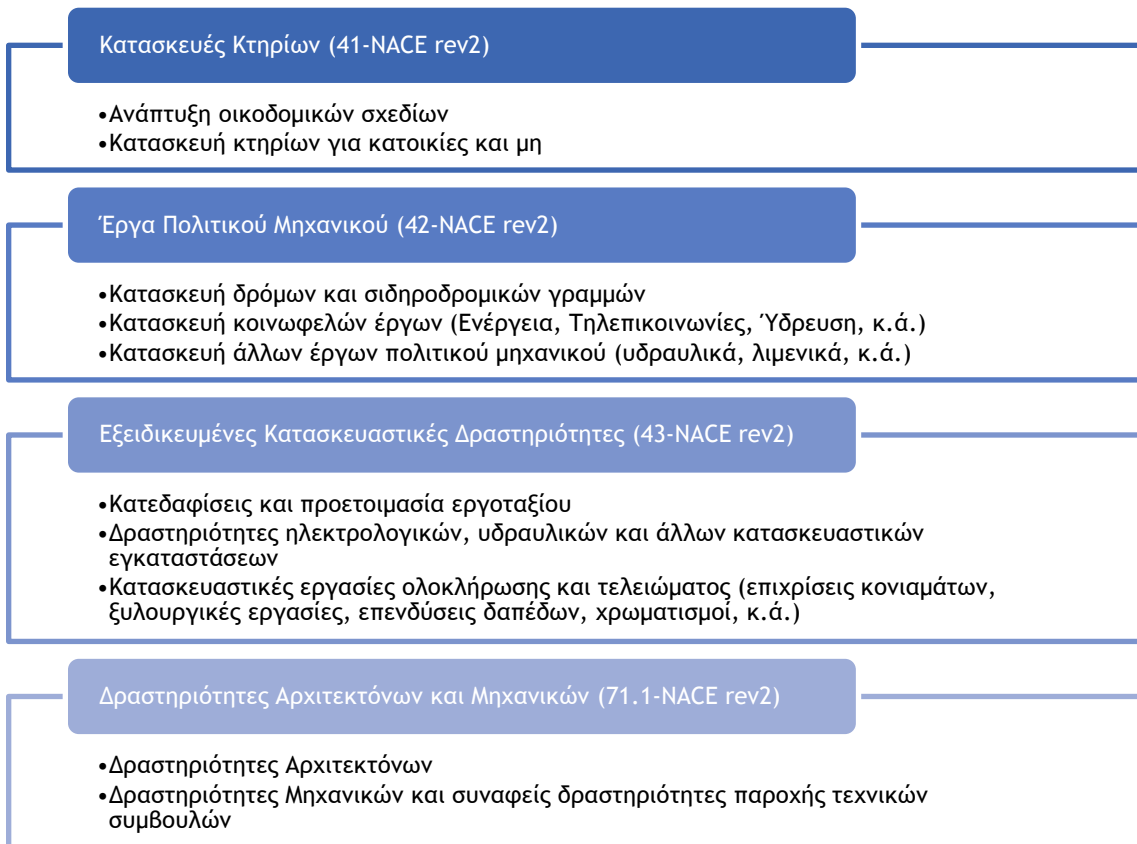 Κατασκευές Κτηρίων (41-NACE rev2)
•Ανάπτυξη οικοδομικών σχεδίων
•Κατασκευή κτηρίων για κατοικίες και μη
Έργα Πολιτικού Μηχανικού (42-NACE rev2)
•Κατασκευή δρόμων και σιδηροδρομικών γραμμών
•Κατασκευή κοινωφελών έργων (Ενέργεια, Τηλεπικοινωνίες, Ύδρευση, κ.ά.)
•Κατασκευή άλλων έργων πολιτικού μηχανικού (υδραυλικά, λιμενικά, κ.ά.)
Εξειδικευμένες Κατασκευαστικές Δραστηριότητες (43-NACE rev2)
•Κατεδαφίσεις και προετοιμασία εργοταξίου
•Δραστηριότητες ηλεκτρολογικών, υδραυλικών και άλλων κατασκευαστικών
εγκαταστάσεων
•Κατασκευαστικές εργασίες ολοκλήρωσης και τελειώματος (επιχρίσεις κονιαμάτων,
ξυλουργικές εργασίες, επενδύσεις δαπέδων, χρωματισμοί, κ.ά.)
Δραστηριότητες Αρχιτεκτόνων και Μηχανικών (71.1-NACE rev2)
•Δραστηριότητες Αρχιτεκτόνων
•Δραστηριότητες Μηχανικών και συναφείς δραστηριότητες παροχής τεχνικών
συμβουλών